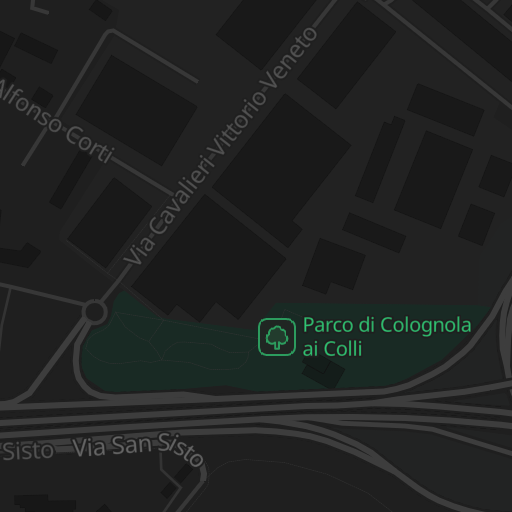 Via Cavalieri Vittorio Veneto
Alfonso Corti
Parco di Colognola
ai Colli
Sisto
Via San Sisto